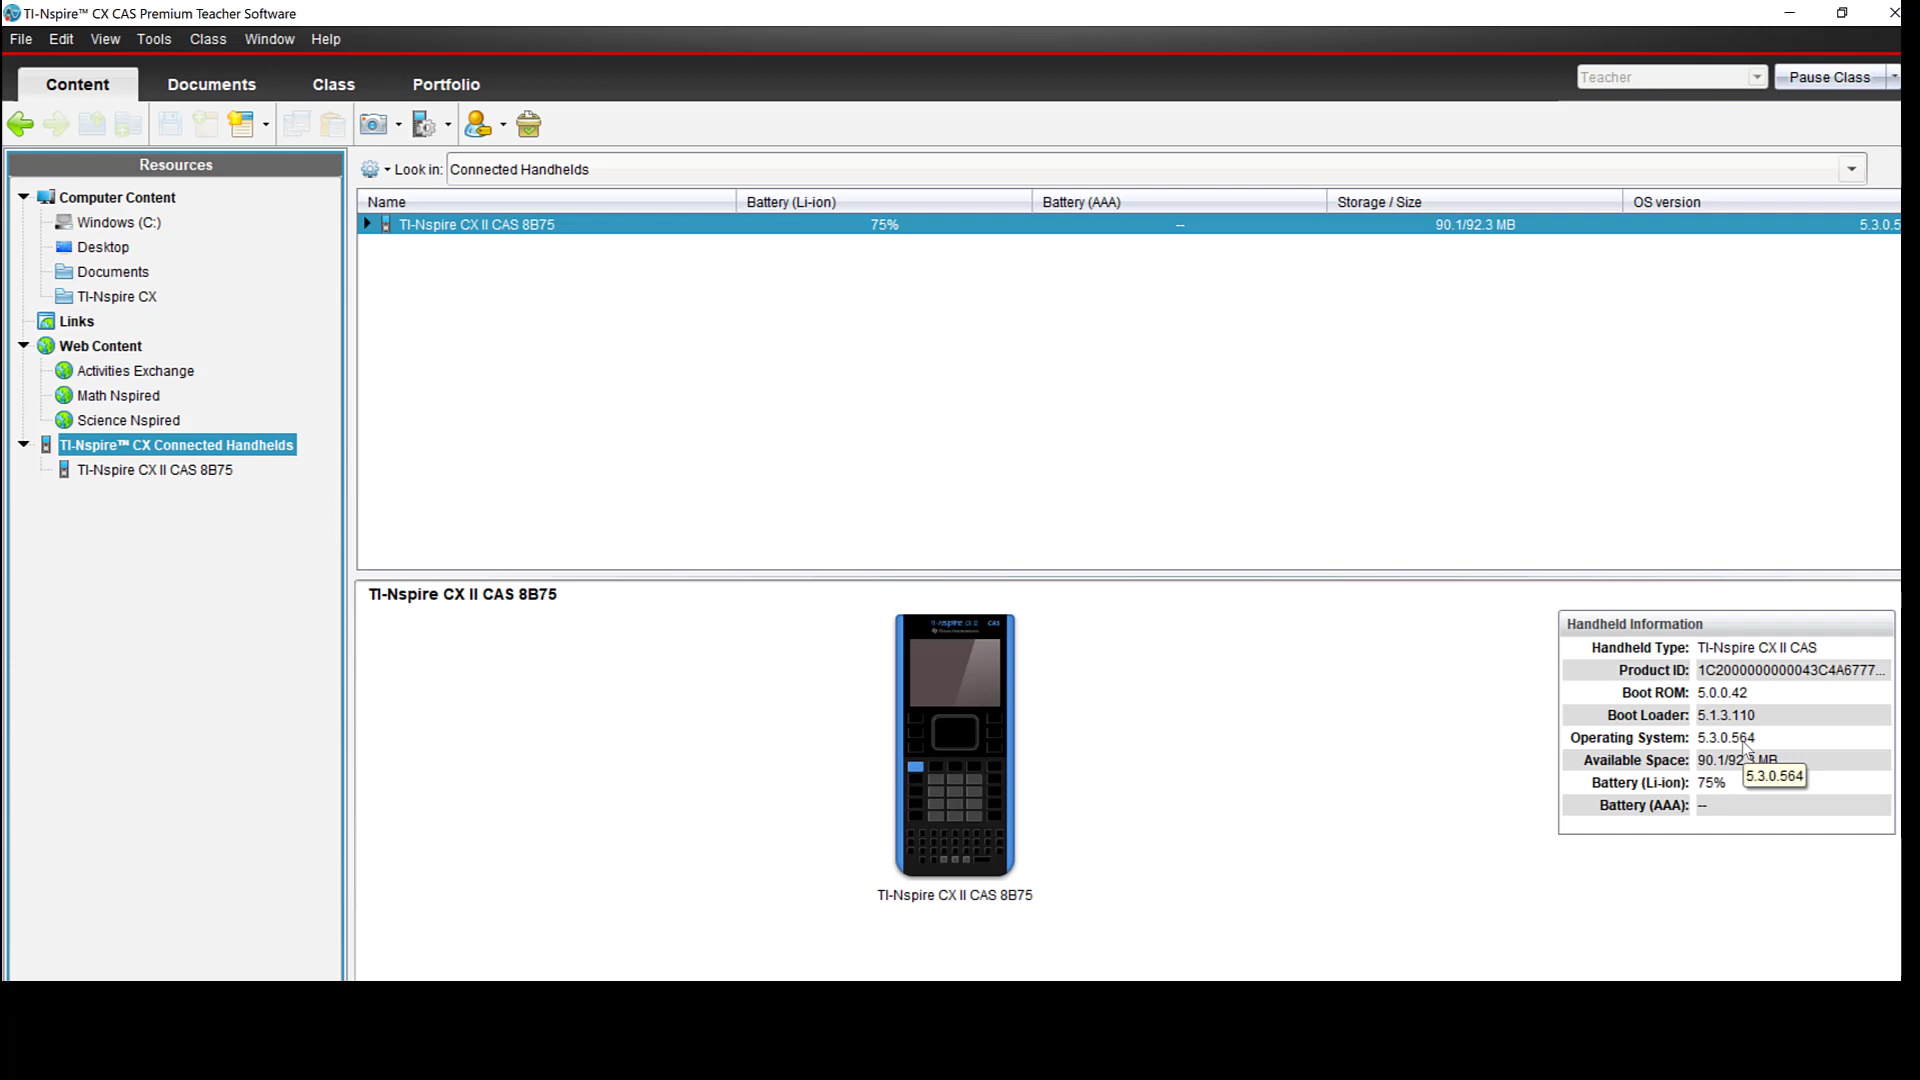 TI-Nspire™ CX CAS Premium Teacher Software
File Edit View Tools Class Window Help
Content Documents Class Portfolio
Teacher Pause Class
Resources
Computer Content
Windows (C:)
Desktop
Documents
TI-Nspire CX
Links
Web Content
Activities Exchange
Math Nspired
Science Nspired
TI-Nspire™ CX Connected Handhelds
TI-Nspire CX II CAS 8B75
Look in: Connected Handhelds
Name Battery (Li-ion) Battery (AAA) Storage / Size OS version
TI-Nspire CX II CAS 8B75 75% -- 90.1/92.3 MB 5.3.0.5
TI-Nspire CX II CAS 8B75
TI-nspire CX II CAS
TI-Nspire CX II CAS 8B75
Handheld Information
Handheld Type: TI-Nspire CX II CAS
Product ID: 1C2000000000043C4A6777...
Boot ROM: 5.0.0.42
Boot Loader: 5.1.3.110
Operating System: 5.3.0.564
Available Space: 90.1/92.3 MB
5.3.0.564
Battery (Li-ion): 75%
Battery (AAA): --